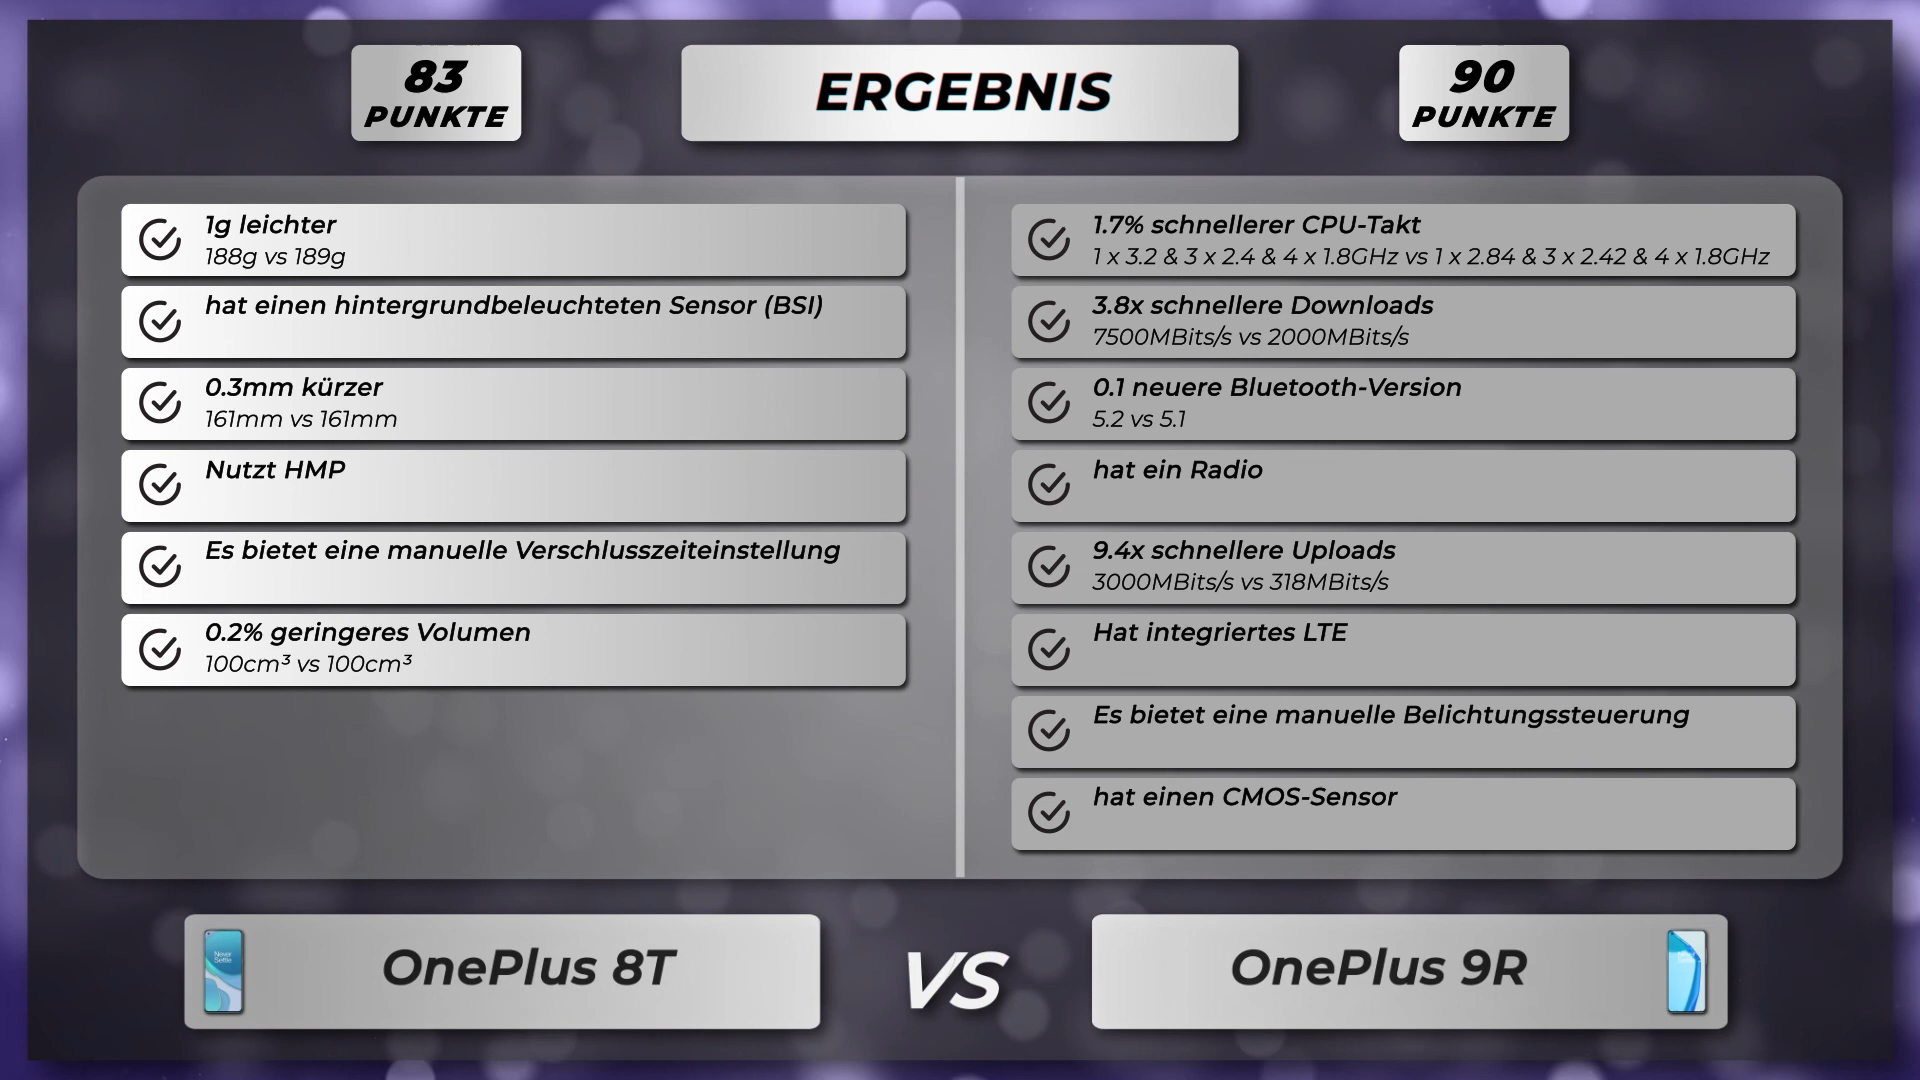 83
PUNKTE
ERGEBNIS
90
PUNKTE
1g leichter
188g vs 189g
hat einen hintergrundbeleuchteten Sensor (BSI)
0.3mm kürzer
161mm vs 161mm
Nutzt HMP
Es bietet eine manuelle Verschlusszeiteinstellung
0.2% geringeres Volumen
100cm³ vs 100cm³
1.7% schnellerer CPU-Takt
1 x 3.2 & 3 x 2.4 & 4 x 1.8GHz vs 1 x 2.84 & 3 x 2.42 & 4 x 1.8GHz
3.8x schnellere Downloads
7500MBits/s vs 2000MBits/s
0.1 neuere Bluetooth-Version
5.2 vs 5.1
hat ein Radio
9.4x schnellere Uploads
3000MBits/s vs 318MBits/s
Hat integriertes LTE
Es bietet eine manuelle Belichtungssteuerung
hat einen CMOS-Sensor
Never
Settle
OnePlus 8T
VS
OnePlus 9R